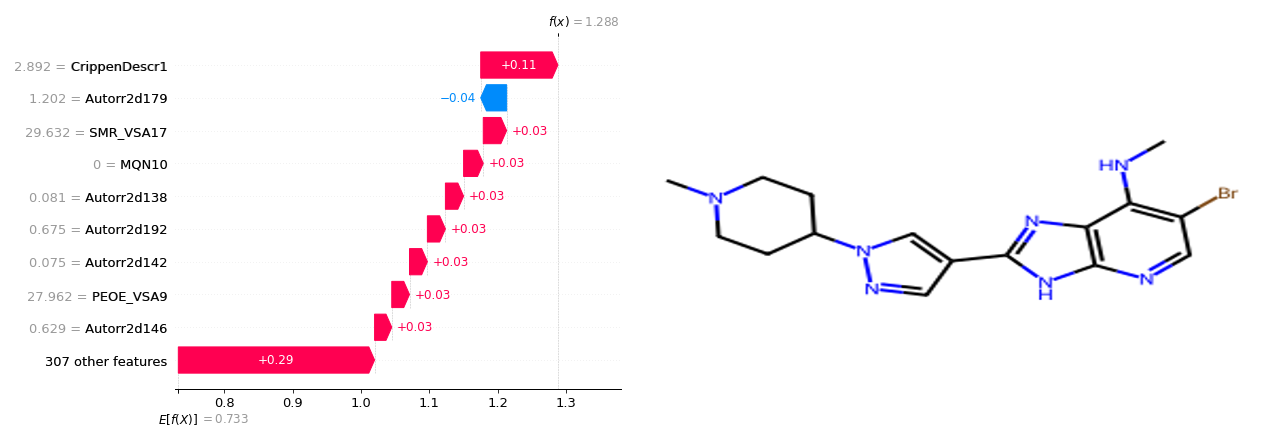 f(x) = 1.288
2.892 = CrippenDescr1
+0.11
1.202 = Autorr2d179
−0.04
29.632 = SMR_VSA17
+0.03
0 = MQN10
+0.03
0.081 = Autorr2d138
+0.03
0.675 = Autorr2d192
+0.03
0.075 = Autorr2d142
+0.03
27.962 = PEOE_VSA9
+0.03
0.629 = Autorr2d146
+0.03
307 other features
+0.29
0.8 0.9 1.0 1.1 1.2 1.3
E[f(X)] = 0.733
HN
Br
N
N
N
N
N
H
N